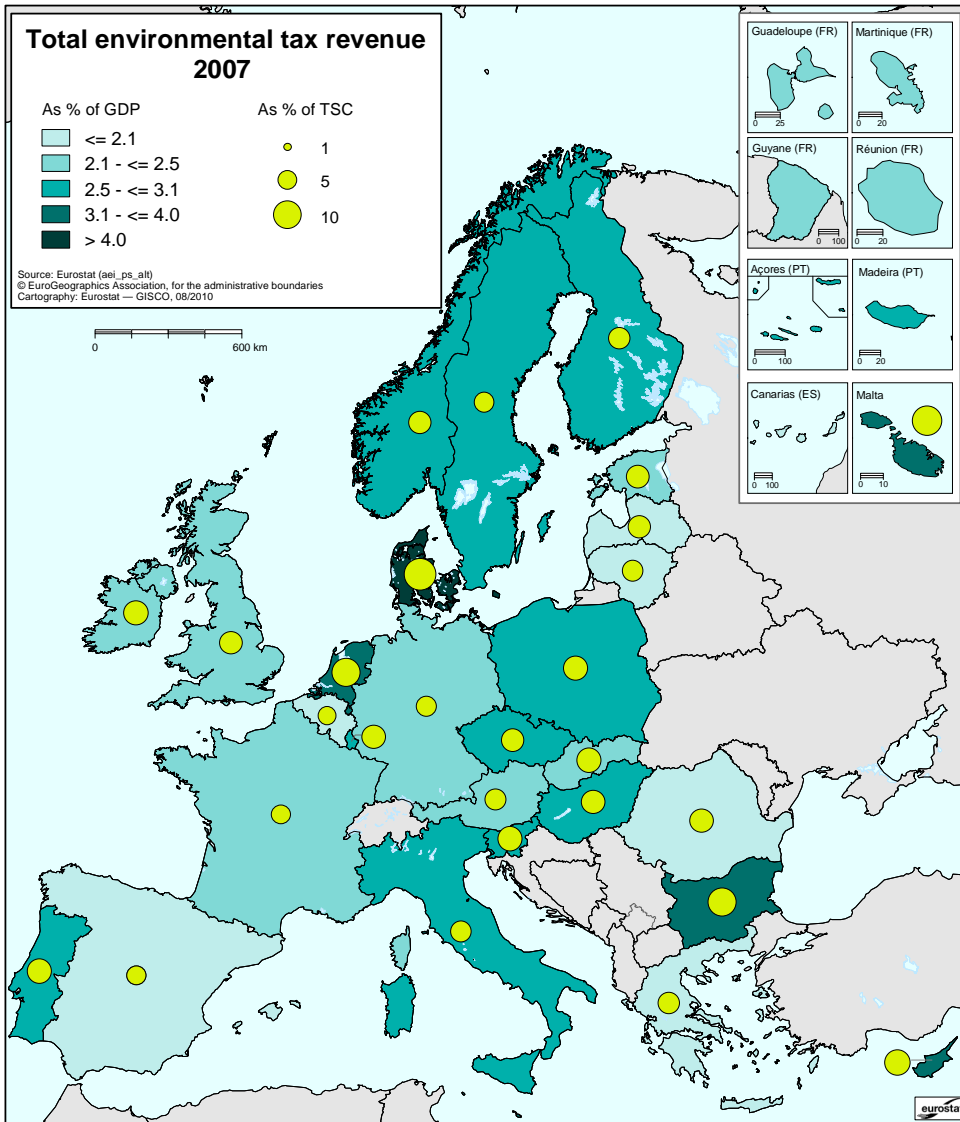 Total environmental tax revenue
2007
As % of GDP
<= 2.1
2.1 - <= 2.5
2.5 - <= 3.1
3.1 - <= 4.0
> 4.0
As % of TSC
1
5
10
Source: Eurostat (aei_ps_alt)
© EuroGeographics Association, for the administrative boundaries
Cartography: Eurostat — GISCO, 08/2010
0 600 km
Guadeloupe (FR)
0 25
Martinique (FR)
0 20
Guyane (FR)
0 100
Réunion (FR)
0 20
Açores (PT)
0 100
Madeira (PT)
0 20
Canarias (ES)
0 100
Malta
0 10
eurostat